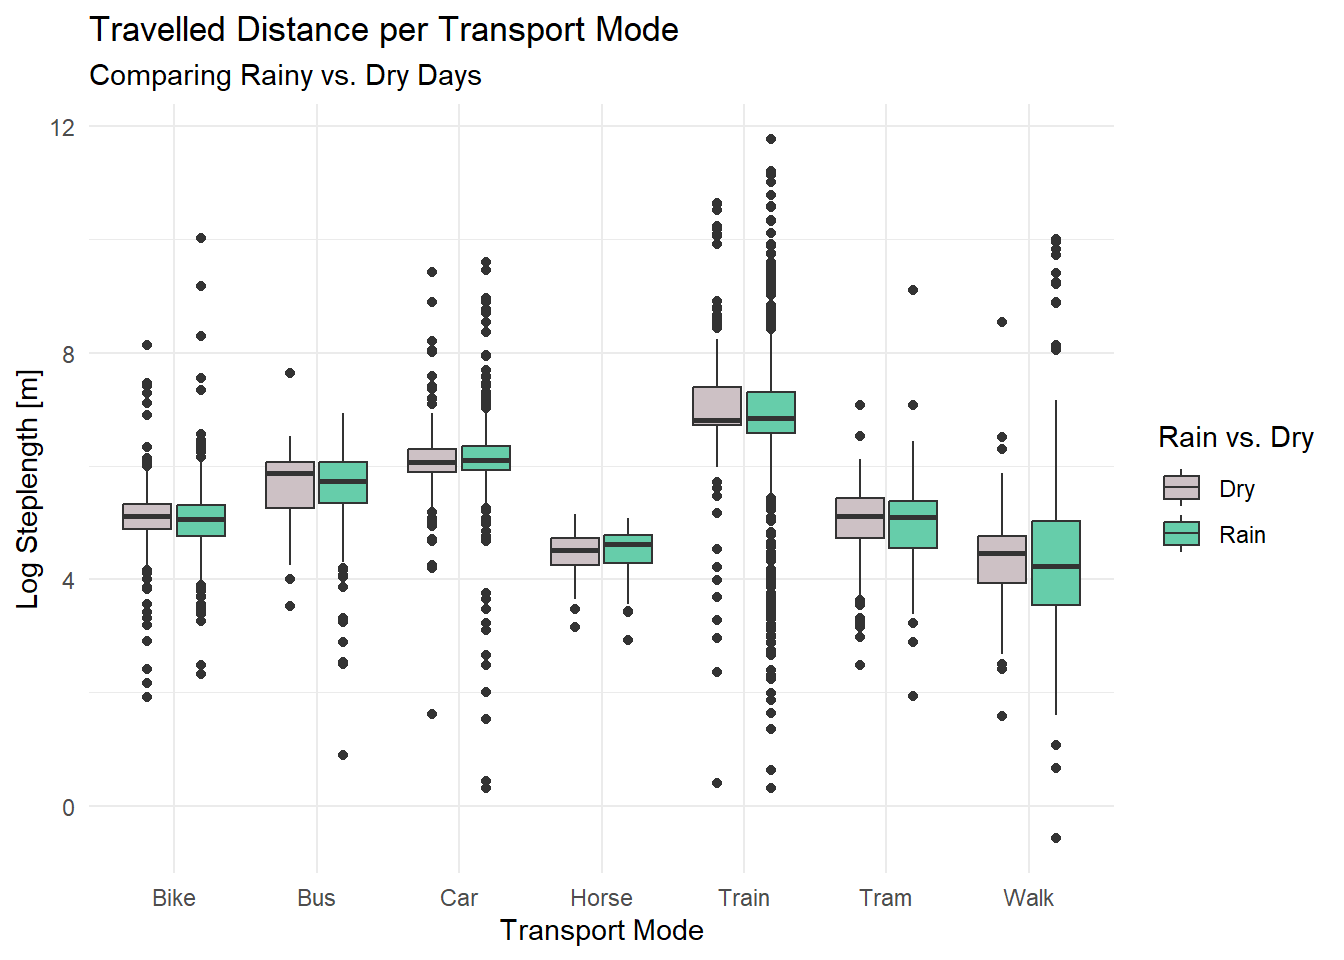 Travelled Distance per Transport Mode
Comparing Rainy vs. Dry Days
Log Steplength [m]
12
8
4
0
Bike Bus Car Horse Train Tram Walk
Transport Mode
Rain vs. Dry
Dry
Rain